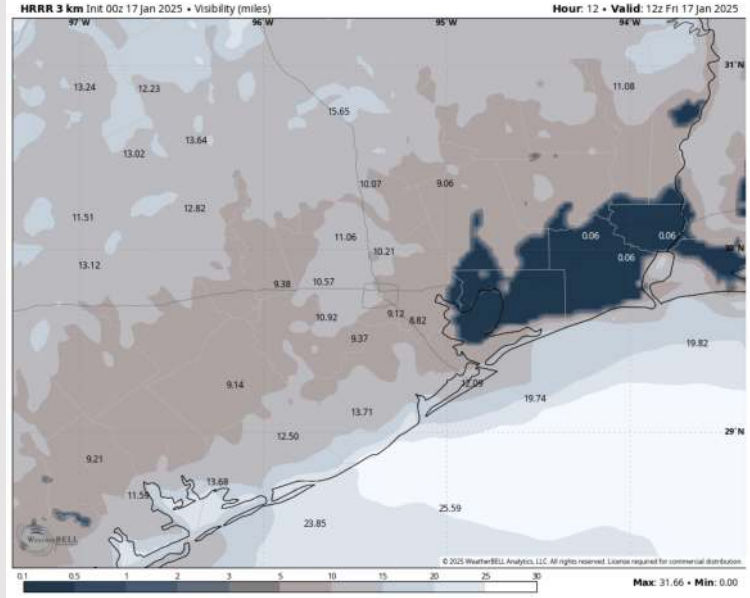 HRRR 3 km Init 00z 17 Jan 2025 • Visibility (miles)
Hour: 12 • Valid: 12z Fri 17 Jan 2025
97°W 96°W 95°W 94°W
31°N
13.24 12.23 11.08
15.65
13.64
13.02
10.07 9.06
12.82
11.51
11.06 0.06 0.06
10.21 30°N
13.12 0.06
9.38 10.57
10.92 9.12 8.82
9.37 19.82
9.14 12.09
19.74
13.71
12.50 29°N
9.21
13.68
11.59
25.59
23.85
WeatherBELL
© 2025 WeatherBELL Analytics, LLC. All rights reserved. License required for commercial distribution.
0.1 0.5 1 2 3 5 10 15 20 25 30
Max: 31.66 • Min: 0.00